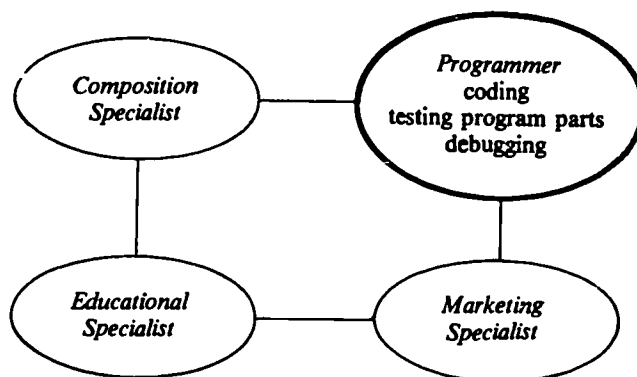 Composition
Specialist
Programmer
coding
testing program parts
debugging
Educational
Specialist
Marketing
Specialist